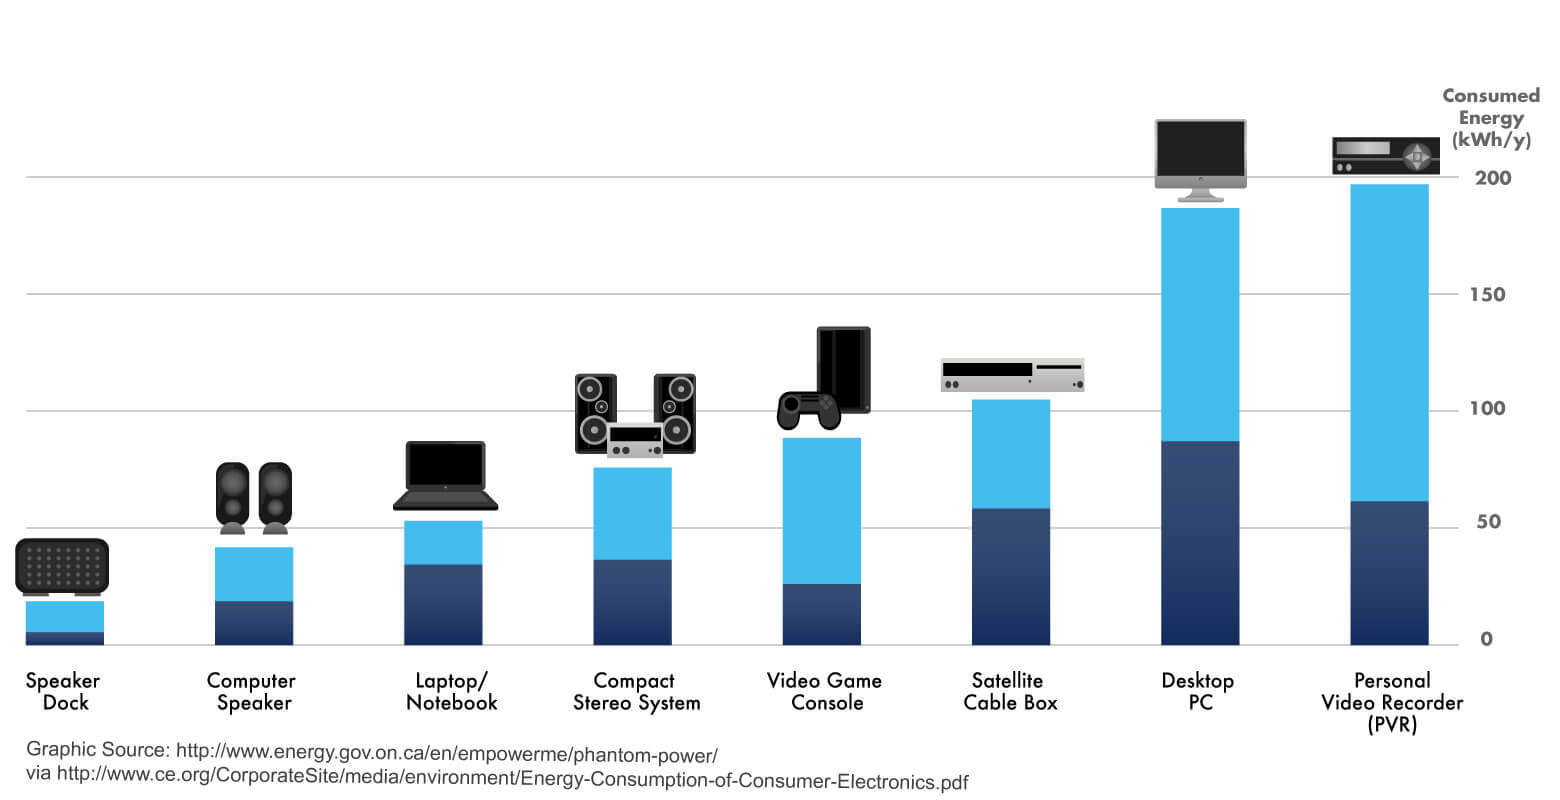 Consumed
Energy
(kWh/y)
200
150
100
50
0
Speaker
Dock
Computer
Speaker
Laptop/
Notebook
Compact
Stereo System
Video Game
Console
Satellite
Cable Box
Desktop
PC
Personal
Video Recorder
(PVR)
Graphic Source: http://www.energy.gov.on.ca/en/empowerme/phantom-power/
via http://www.ce.org/CorporateSite/media/environment/Energy-Consumption-of-Consumer-Electronics.pdf